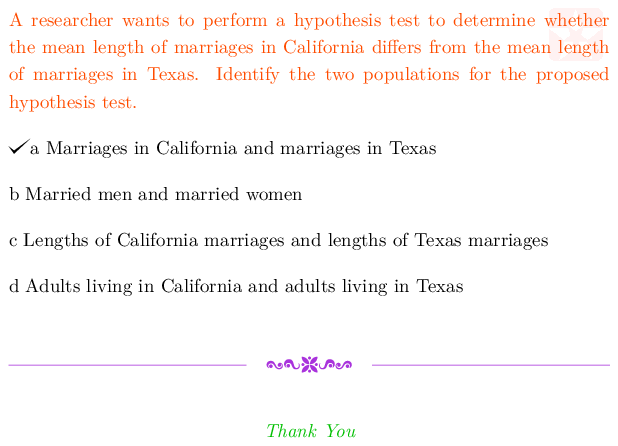 A researcher wants to perform a hypothesis test to determine whether
the mean length of marriages in California differs from the mean length
of marriages in Texas. Identify the two populations for the proposed
hypothesis test.
✓a Marriages in California and marriages in Texas
b Married men and married women
c Lengths of California marriages and lengths of Texas marriages
d Adults living in California and adults living in Texas
Thank You